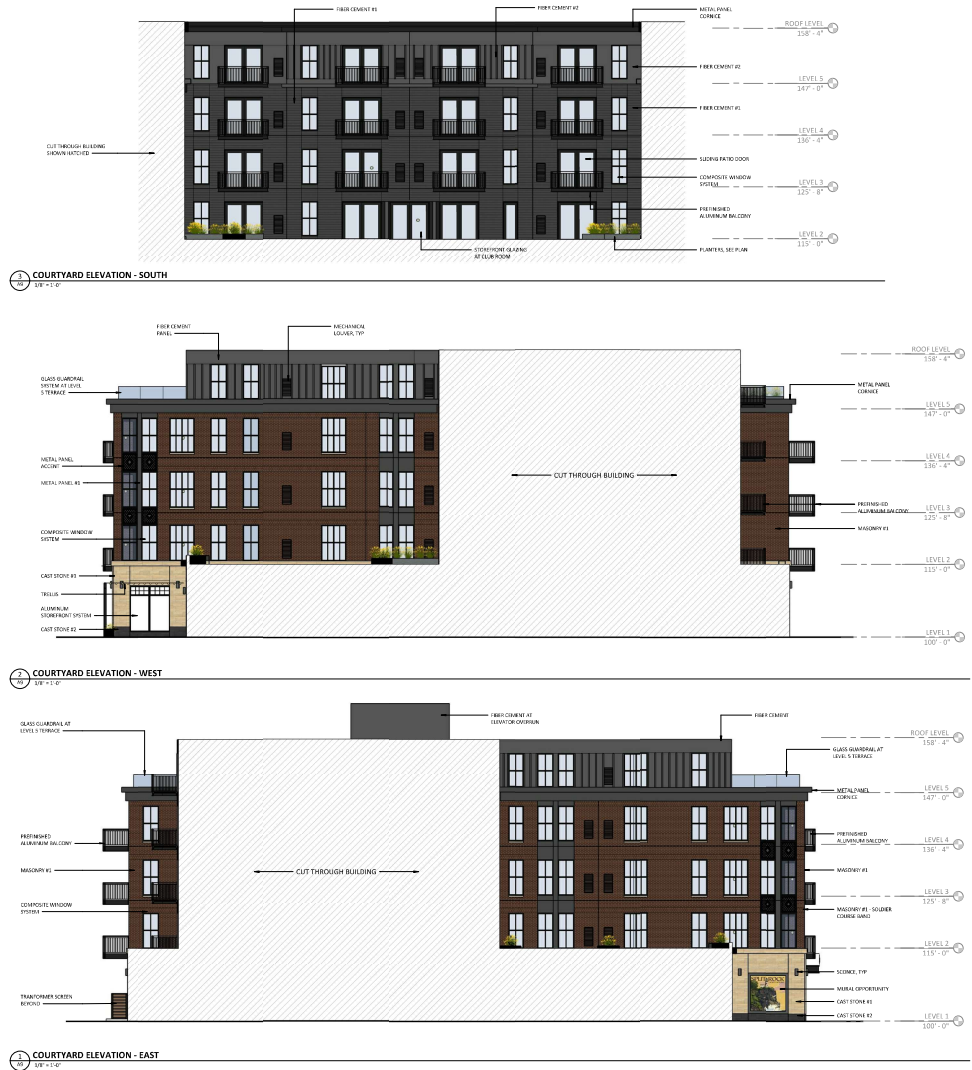 FIBER CEMENT #1
FIBER CEMENT #2
METAL PANEL
CORNICE
ROOF LEVEL
158' - 4"
FIBER CEMENT #2
LEVEL 5
147' - 0"
FIBER CEMENT #1
LEVEL 4
136' - 4"
CUT THROUGH BUILDING
SHOWN HATCHED
SLIDING PATIO DOOR
COMPOSITE WINDOW
SYSTEM
LEVEL 3
125' - 8"
PREFINISHED
ALUMINUM BALCONY
LEVEL 2
115' - 0"
STOREFRONT GLAZING
AT CLUB ROOM
PLANTERS, SEE PLAN
3
A9
COURTYARD ELEVATION - SOUTH
1/8" = 1'-0"
FIBER CEMENT
PANEL
MECHANICAL
LOUVER, TYP
ROOF LEVEL
158' - 4"
GLASS GUARDRAIL
SYSTEM AT LEVEL
5 TERRACE
METAL PANEL
CORNICE
LEVEL 5
147' - 0"
METAL PANEL
ACCENT
METAL PANEL #1
CUT THROUGH BUILDING
LEVEL 4
136' - 4"
PREFINISHED
ALUMINUM BALCONY
LEVEL 3
125' - 8"
COMPOSITE WINDOW
SYSTEM
MASONRY #1
LEVEL 2
115' - 0"
CAST STONE #1
TRELLIS
ALUMINUM
STOREFRONT SYSTEM
CAST STONE #2
LEVEL 1
100' - 0"
2
A9
COURTYARD ELEVATION - WEST
1/8" = 1'-0"
GLASS GUARDRAIL AT
LEVEL 5 TERRACE
FIBER CEMENT AT
ELEVATOR OVERRUN
FIBER CEMENT
ROOF LEVEL
158' - 4"
GLASS GUARDRAIL AT
LEVEL 5 TERRACE
METAL PANEL
CORNICE
LEVEL 5
147' - 0"
PREFINISHED
ALUMINUM BALCONY
PREFINISHED
ALUMINUM BALCONY
LEVEL 4
136' - 4"
MASONRY #1
CUT THROUGH BUILDING
MASONRY #1
LEVEL 3
125' - 8"
COMPOSITE WINDOW
SYSTEM
MASONRY #1 - SOLDIER
COURSE BAND
LEVEL 2
115' - 0"
SCONCE, TYP
MURAL OPPORTUNITY
TRANFORMER SCREEN
BEYOND
CAST STONE #1
CAST STONE #2
LEVEL 1
100' - 0"
1
A9
COURTYARD ELEVATION - EAST
1/8" = 1'-0"